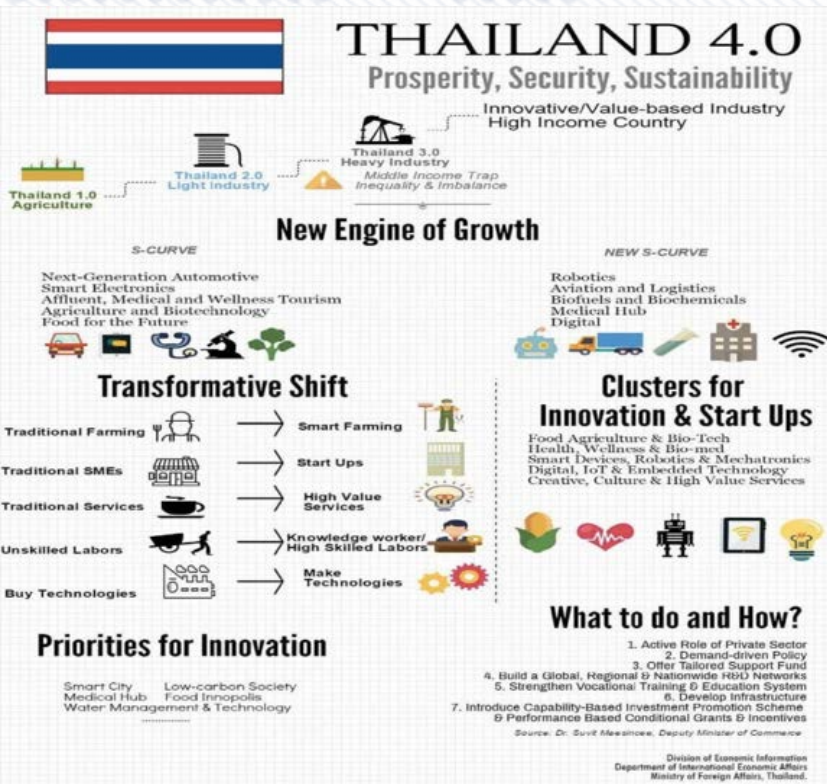 THAILAND 4.0
Prosperity, Security, Sustainability
Innovative/Value-based Industry
High Income Country
Thailand 3.0
Heavy Industry
Middle Income Trap
Inequality & Imbalance
Thailand 2.0
Light Industry
Thailand 1.0
Agriculture
New Engine of Growth
S-CURVE
Next-Generation Automotive
Smart Electronics
Affluent, Medical and Wellness Tourism
Agriculture and Biotechnology
Food for the Future
NEW S-CURVE
Robotics
Aviation and Logistics
Biofuels and Biochemicals
Medical Hub
Digital
Transformative Shift
Traditional Farming
Smart Farming
Traditional SMEs
Start Ups
Traditional Services
High Value
Services
Unskilled Labors
Knowledge worker/
High Skilled Labors
Buy Technologies
Make
Technologies
Clusters for
Innovation & Start Ups
Food Agriculture & Bio-Tech
Health, Wellness & Bio-med
Smart Devices, Robotics & Mechatronics
Digital, IoT & Embedded Technology
Creative, Culture & High Value Services
Priorities for Innovation
Smart City Low-carbon Society
Medical Hub Food Innopolis
Water Management & Technology
What to do and How?
1. Active Role of Private Sector
2. Demand-driven Policy
3. Offer Tailored Support Fund
4. Build a Global, Regional & Nationwide R&D Networks
5. Strengthen Vocational Training & Education System
6. Develop Infrastructure
7. Introduce Capability-Based Investment Promotion Scheme
& Performance Based Conditional Grants & Incentives
Source: Dr. Suvit Maesincee, Deputy Minister of Commerce
Division of Economic Information
Department of International Economic Affairs
Ministry of Foreign Affairs, Thailand.